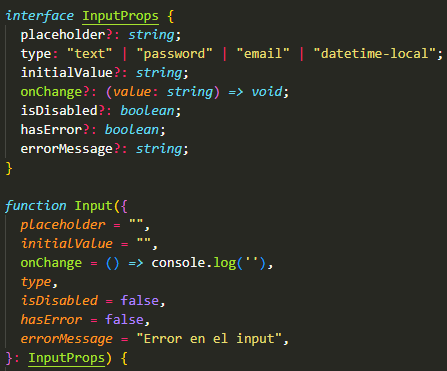 interface InputProps {
placeholder?: string;
type: "text" | "password" | "email" | "datetime-local";
initialValue?: string;
onChange?: (value: string) => void;
isDisabled?: boolean;
hasError?: boolean;
errorMessage?: string;
}
function Input({
placeholder = "",
initialValue = "",
onChange = () => console.log(''),
type,
isDisabled = false,
hasError = false,
errorMessage = "Error en el input",
}: InputProps) {